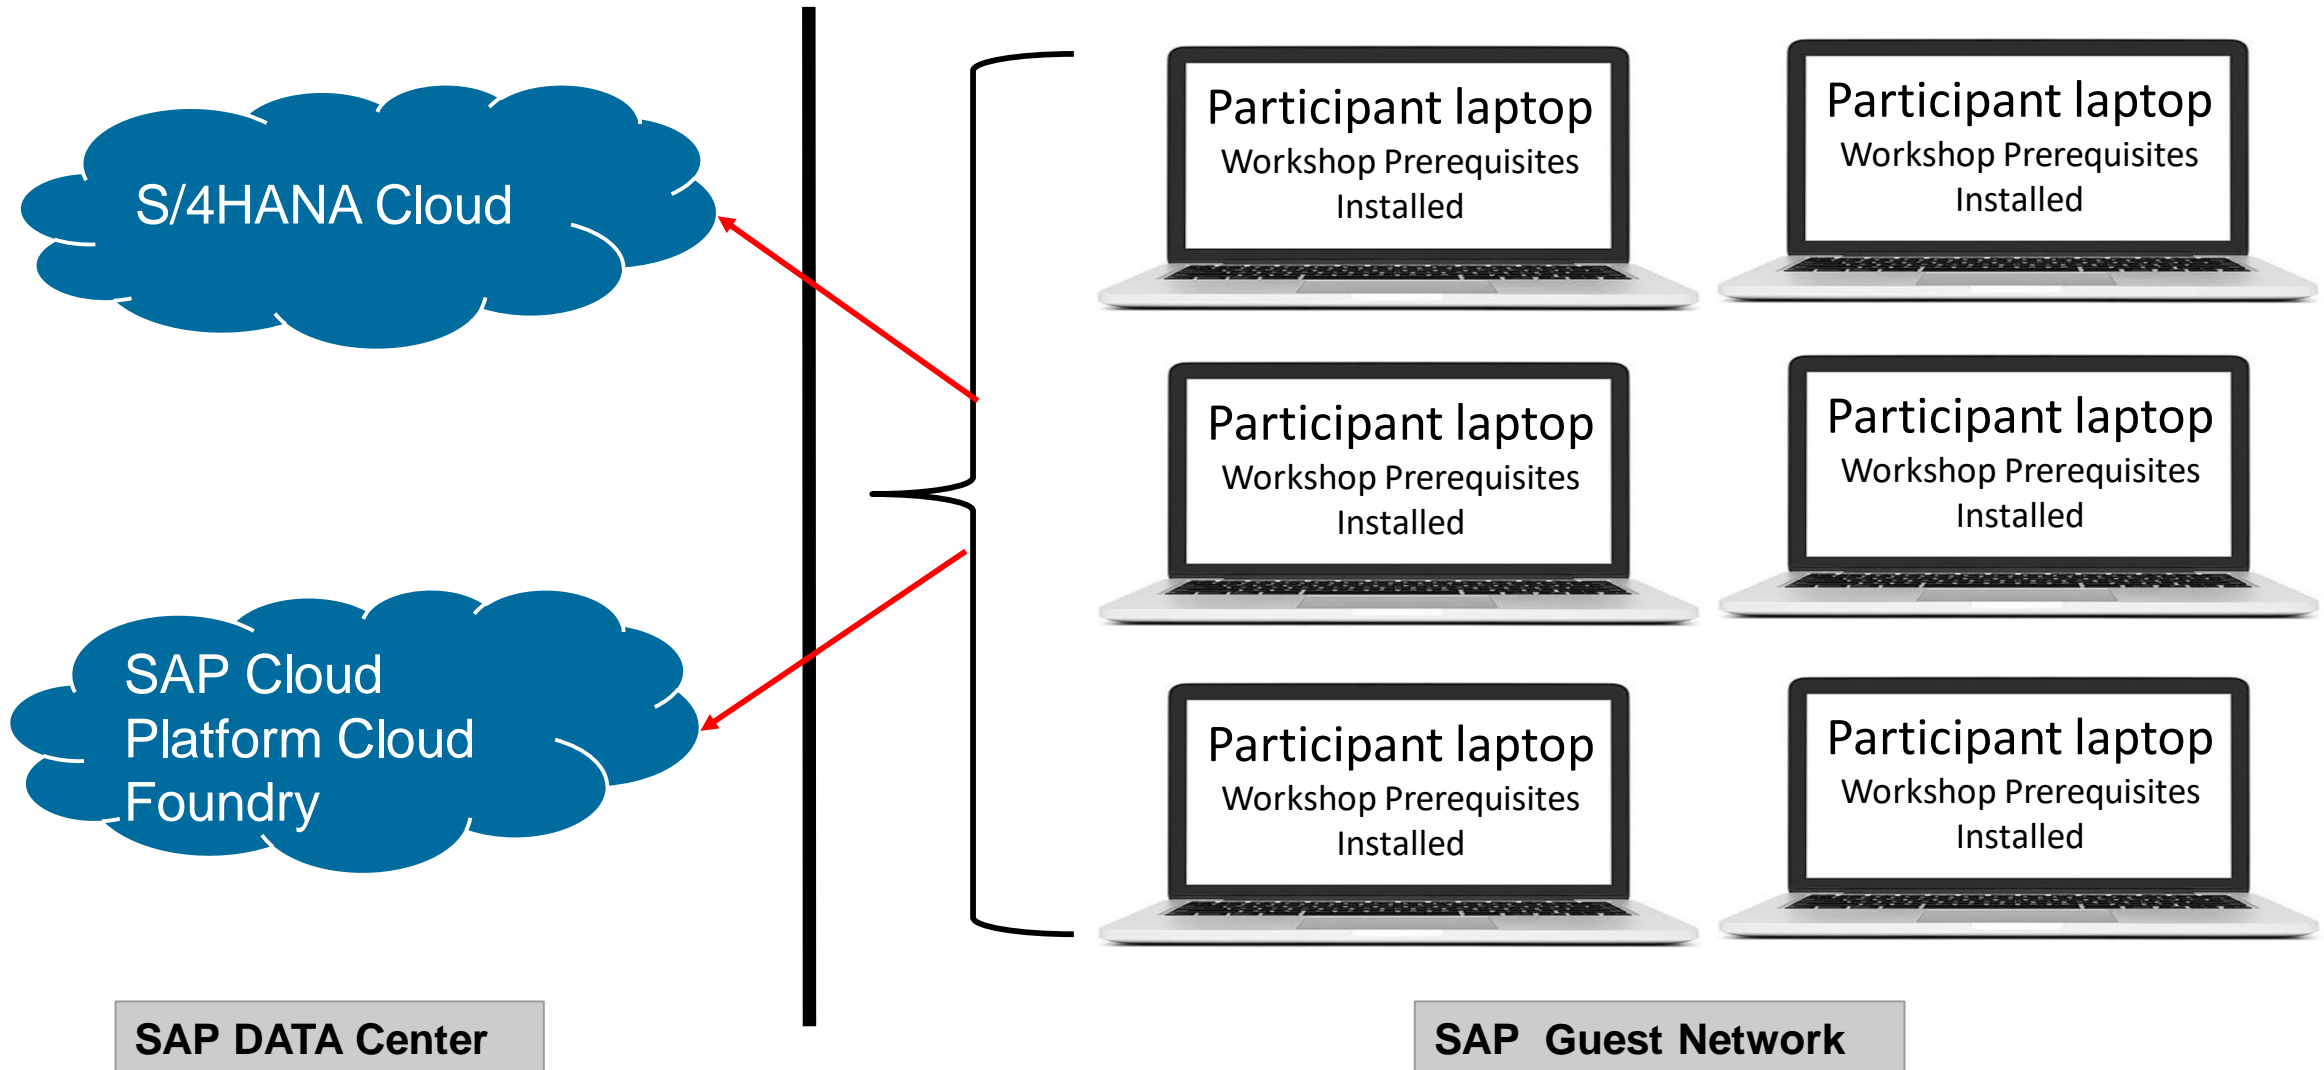 S/4HANA Cloud
SAP Cloud
Platform Cloud
Foundry
SAP DATA Center
Participant laptop
Workshop Prerequisites
Installed
Participant laptop
Workshop Prerequisites
Installed
Participant laptop
Workshop Prerequisites
Installed
Participant laptop
Workshop Prerequisites
Installed
Participant laptop
Workshop Prerequisites
Installed
Participant laptop
Workshop Prerequisites
Installed
SAP  Guest Network